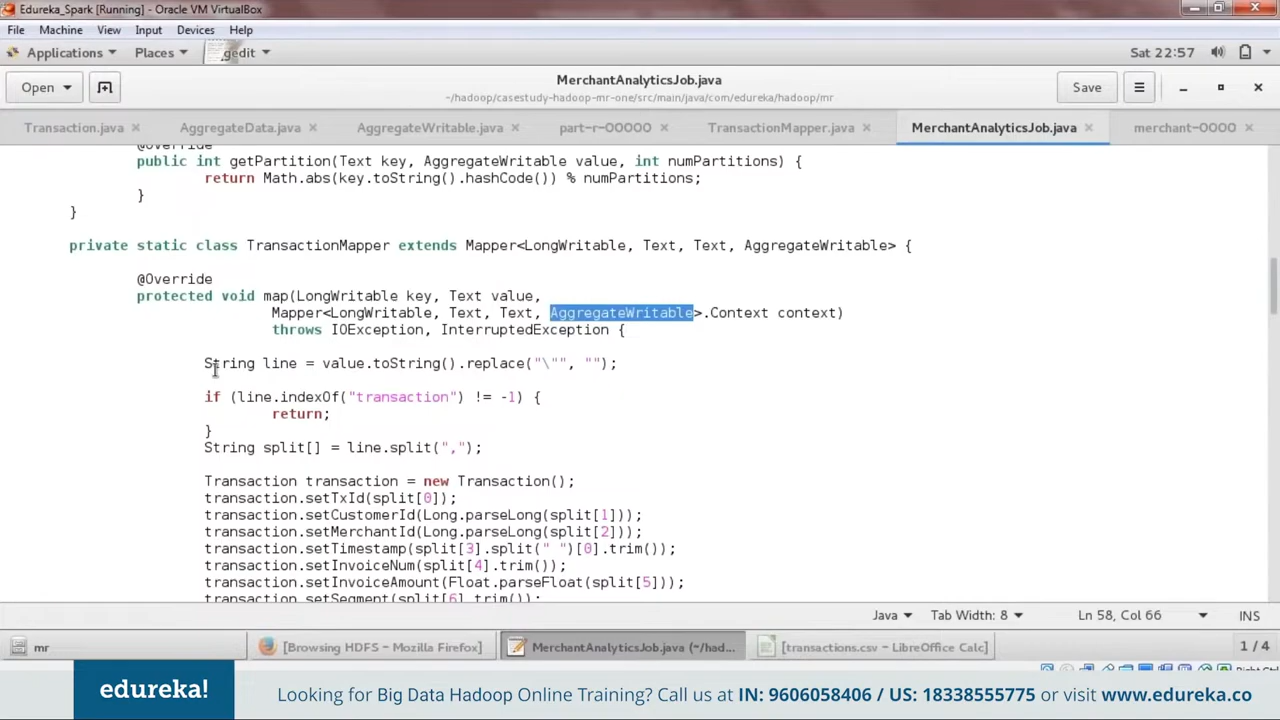 Edureka_Spark [Running] - Oracle VM VirtualBox
File Machine View Input Devices Help
Applications Places gedit Sat 22:57
Open MerchantAnalyticsJob.java Save
~/hadoop/casestudy-hadoop-mr-one/src/main/java/com/edureka/hadoop/mr
Transaction.java × AggregateData.java × AggregateWritable.java × part-r-00000 × TransactionMapper.java × MerchantAnalyticsJob.java × merchant-0000 ×
@Override
public int getPartition(Text key, AggregateWritable value, int numPartitions) {
return Math.abs(key.toString().hashCode()) % numPartitions;
}
}
private static class TransactionMapper extends Mapper<LongWritable, Text, Text, AggregateWritable> {
@Override
protected void map(LongWritable key, Text value,
Mapper<LongWritable, Text, Text, AggregateWritable>.Context context)
throws IOException, InterruptedException {
String line = value.toString().replace("\"", "");
if (line.indexOf("transaction") != -1) {
return;
}
String split[] = line.split(",");
Transaction transaction = new Transaction();
transaction.setTxId(split[0]);
transaction.setCustomerId(Long.parseLong(split[1]));
transaction.setMerchantId(Long.parseLong(split[2]));
transaction.setTimestamp(split[3].split(" ")[0].trim());
transaction.setInvoiceNum(split[4].trim());
transaction.setInvoiceAmount(Float.parseFloat(split[5]));
transaction.setSegment(split[6].trim());
Java Tab Width: 8 Ln 58, Col 66 INS
mr [Browsing HDFS - Mozilla Firefox] MerchantAnalyticsJob.java (~/had... [transactions.csv - LibreOffice Calc] 1 / 4
Right Ctrl
edureka! Looking for Big Data Hadoop Online Training? Call us at IN: 9606058406 / US: 18338555775 or visit www.edureka.co